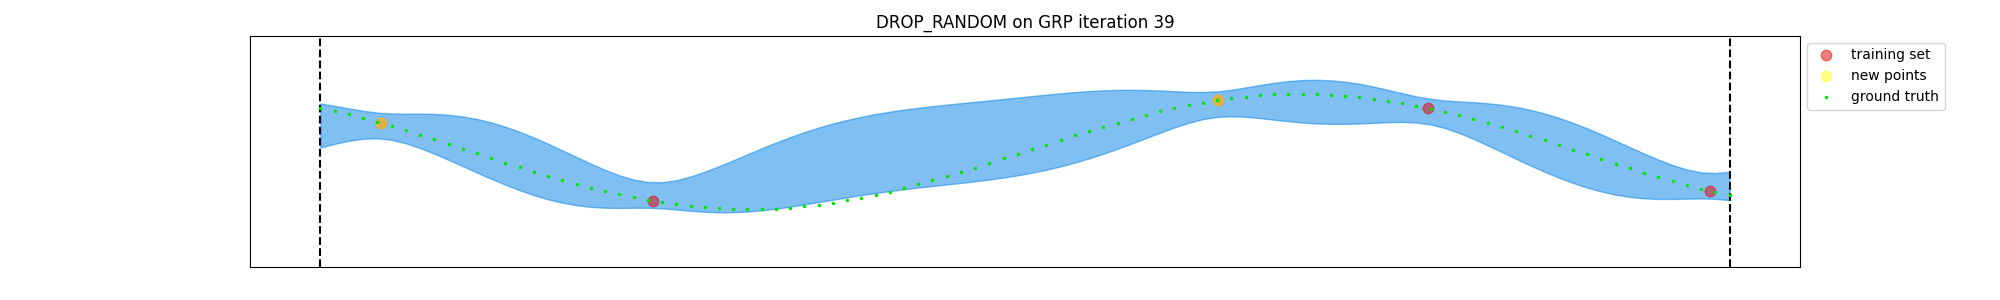 DROP_RANDOM on GRP iteration 39
training set
new points
ground truth